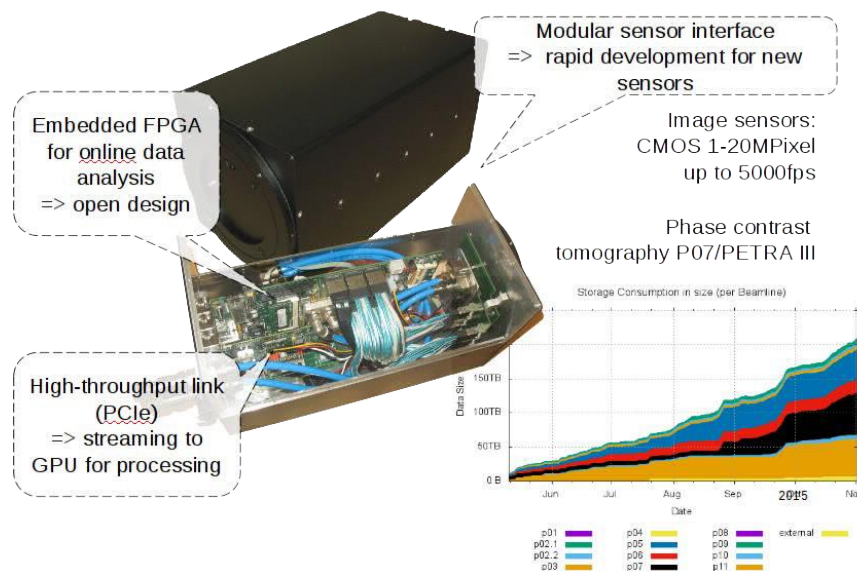 Modular sensor interface
=> rapid development for new
sensors
Embedded FPGA
for online data
analysis
=> open design
Image sensors:
CMOS 1-20MPixel
up to 5000fps
Phase contrast
tomography P07/PETRA III
High-throughput link
(PCIe)
=> streaming to
GPU for processing
Storage Consumption in size (per Beamline)
Data Size
150TB
100TB
50TB
0 B
Jun Jul Aug Sep 2015
Date
p01 p04 p08 external
p02.1 p05 p09
p02.2 p06 p10
p03 p07 p11